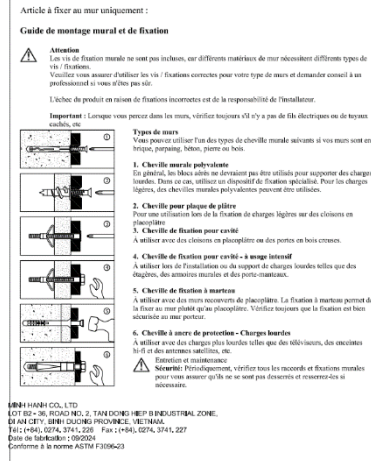 Article à fixer au mur uniquement :
Guide de montage mural et de fixation
Attention
Les vis de fixation murale ne sont pas incluses, car différents matériaux de mur nécessitent différents types de
vis / fixations.
Veuillez vous assurer d'utiliser les vis / fixations correctes pour votre type de murs et demander conseil à un
professionnel si vous n'êtes pas sûr.
L'échec du produit en raison de fixations incorrectes est de la responsabilité de l'installateur.
Important : Lorsque vous percez dans les murs, vérifiez toujours s'il n'y a pas de fils électriques ou de tuyaux
cachés, etc
Types de murs
Vous pouvez utiliser l'un des types de cheville murale suivants si vos murs sont en
brique, parpaing, béton, pierre ou bois.
1. Cheville murale polyvalente
En général, les blocs aérés ne devraient pas être utilisés pour supporter des charges
lourdes. Dans ce cas, utilisez un dispositif de fixation spécialisé. Pour les charges
légères, des chevilles murales polyvalentes peuvent être utilisées.
2. Cheville pour plaque de plâtre
Pour une utilisation lors de la fixation de charges légères sur des cloisons en
placoplâtre
3. Cheville de fixation pour cavité
À utiliser avec des cloisons en placoplâtre ou des portes en bois creuses.
4. Cheville de fixation pour cavité - à usage intensif
À utiliser lors de l'installation ou du support de charges lourdes telles que des
étagères, des armoires murales et des porte-manteaux.
5. Cheville de fixation à marteau
À utiliser avec des murs recouverts de placoplâtre. La fixation à marteau permet de
la fixer au mur plutôt qu'au placoplâtre. Vérifiez toujours que la fixation est bien
sécurisée au mur porteur.
6. Cheville à ancre de protection - Charges lourdes
À utiliser avec des charges plus lourdes telles que des téléviseurs, des enceintes
hi-fi et des antennes satellites, etc.
Entretien et maintenance
Sécurité: Périodiquement, vérifiez tous les raccords et fixations murales
pour vous assurer qu'ils ne se sont pas desserrés et resserrez-les si
nécessaire.
MINH HANH CO., LTD
LOT B2 - 36, ROAD NO. 2, TAN DONG HIEP B INDUSTRIAL ZONE,
DI AN CITY, BINH DUONG PROVINCE, VIETNAM.
Tél : (+84). 0274. 3741. 226 Fax : (+84). 0274. 3741. 227
Date de fabrication : 09/2024
Conforme à la norme ASTM F3096-23